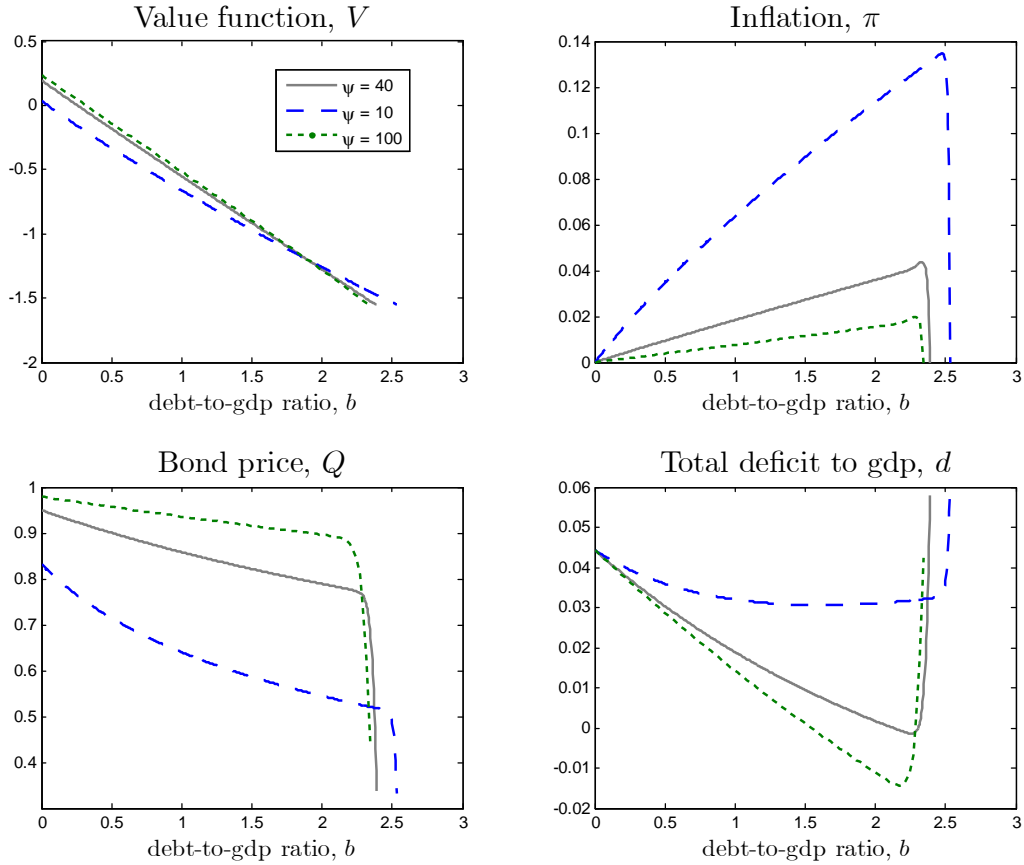 Value function, V
0.5
0
-0.5
-1
-1.5
-2
0 0.5 1 1.5 2 2.5 3
debt-to-gdp ratio, b
ψ = 40
ψ = 10
ψ = 100
Inflation, π
0.14
0.12
0.1
0.08
0.06
0.04
0.02
0
0 0.5 1 1.5 2 2.5 3
debt-to-gdp ratio, b
Bond price, Q
1
0.9
0.8
0.7
0.6
0.5
0.4
0 0.5 1 1.5 2 2.5 3
debt-to-gdp ratio, b
Total deficit to gdp, d
0.06
0.05
0.04
0.03
0.02
0.01
0
-0.01
-0.02
0 0.5 1 1.5 2 2.5 3
debt-to-gdp ratio, b